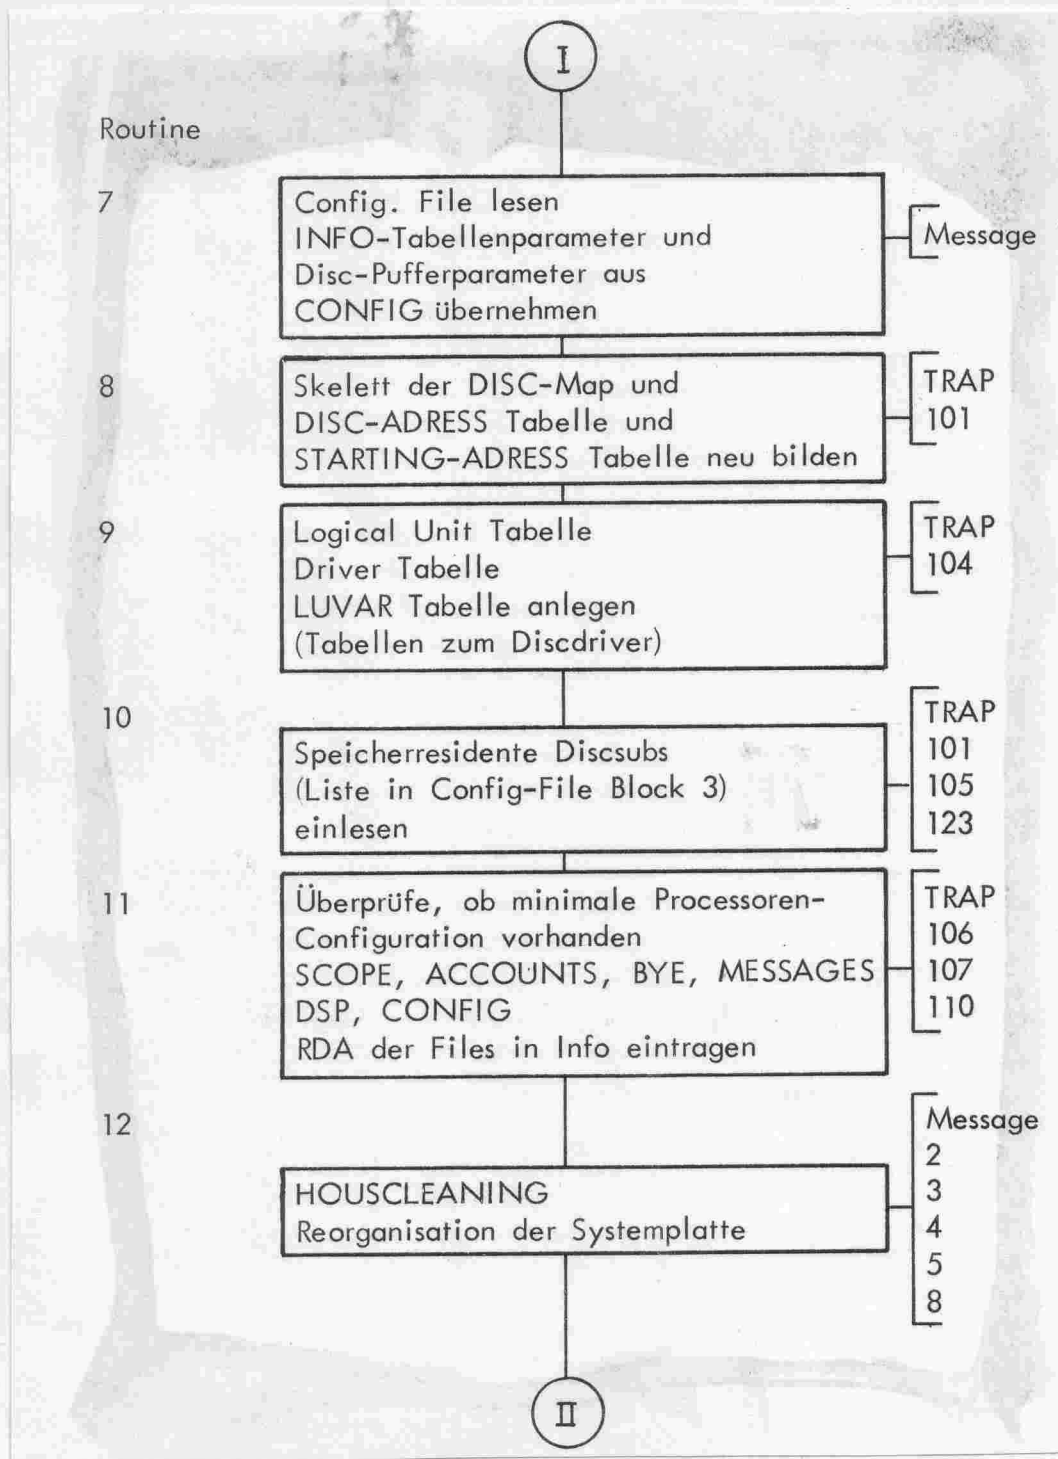 I
Routine
7
Config. File lesen
INFO-Tabellenparameter und
Disc-Pufferparameter aus
CONFIG übernehmen
Message
8
Skelett der DISC-Map und
DISC-ADRESS Tabelle und
STARTING-ADRESS Tabelle neu bilden
TRAP
101
9
Logical Unit Tabelle
Driver Tabelle
LUVAR Tabelle anlegen
(Tabellen zum Discdriver)
TRAP
104
10
Speicherresidente Discsubs
(Liste in Config-File Block 3)
einlesen
TRAP
101
105
123
11
Überprüfe, ob minimale Processoren-
Configuration vorhanden
SCOPE, ACCOUNTS, BYE, MESSAGES
DSP, CONFIG
RDA der Files in Info eintragen
TRAP
106
107
110
12
HOUSCLEANING
Reorganisation der Systemplatte
Message
2
3
4
5
8
II